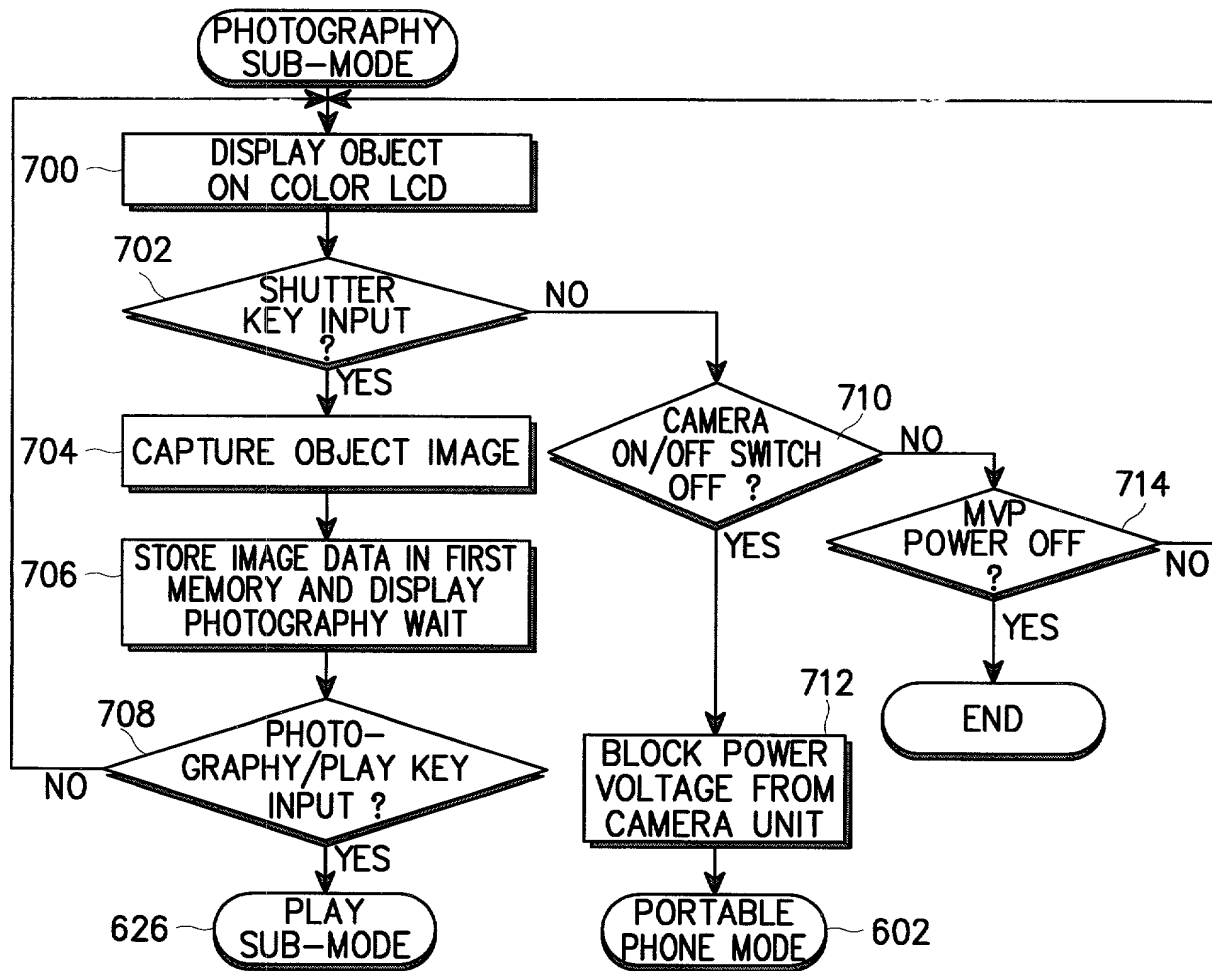 PHOTOGRAPHY
SUB-MODE
700
DISPLAY OBJECT
ON COLOR LCD
702
SHUTTER
KEY INPUT
?
NO
YES
704
CAPTURE OBJECT IMAGE
706
STORE IMAGE DATA IN FIRST
MEMORY AND DISPLAY
PHOTOGRAPHY WAIT
708
PHOTO-
GRAPHY/PLAY KEY
INPUT ?
NO
YES
626
PLAY
SUB-MODE
710
CAMERA
ON/OFF SWITCH
OFF ?
NO
YES
712
BLOCK POWER
VOLTAGE FROM
CAMERA UNIT
PORTABLE
PHONE MODE
602
714
MVP
POWER OFF
?
NO
YES
END